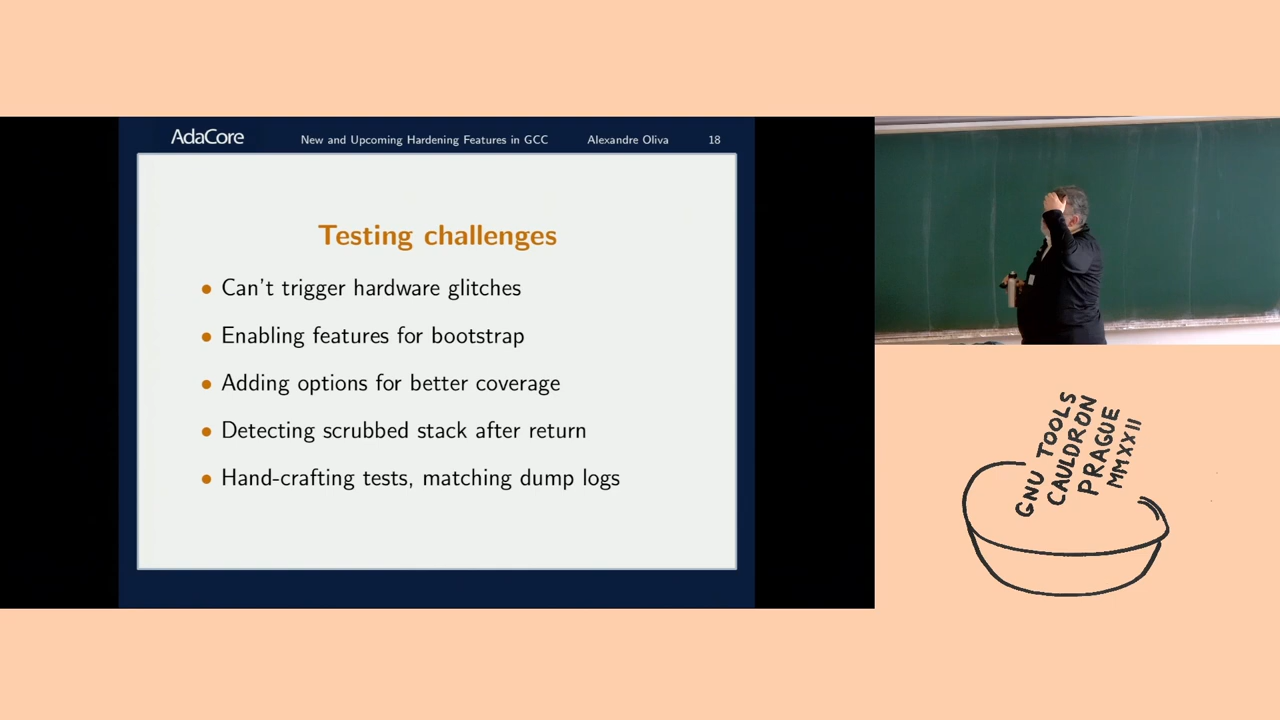 AdaCore New and Upcoming Hardening Features in GCC Alexandre Oliva 18
Testing challenges
• Can't trigger hardware glitches
• Enabling features for bootstrap
• Adding options for better coverage
• Detecting scrubbed stack after return
• Hand-crafting tests, matching dump logs
GNU TOOLS
CAULDRON
PRAGUE
MMXXII